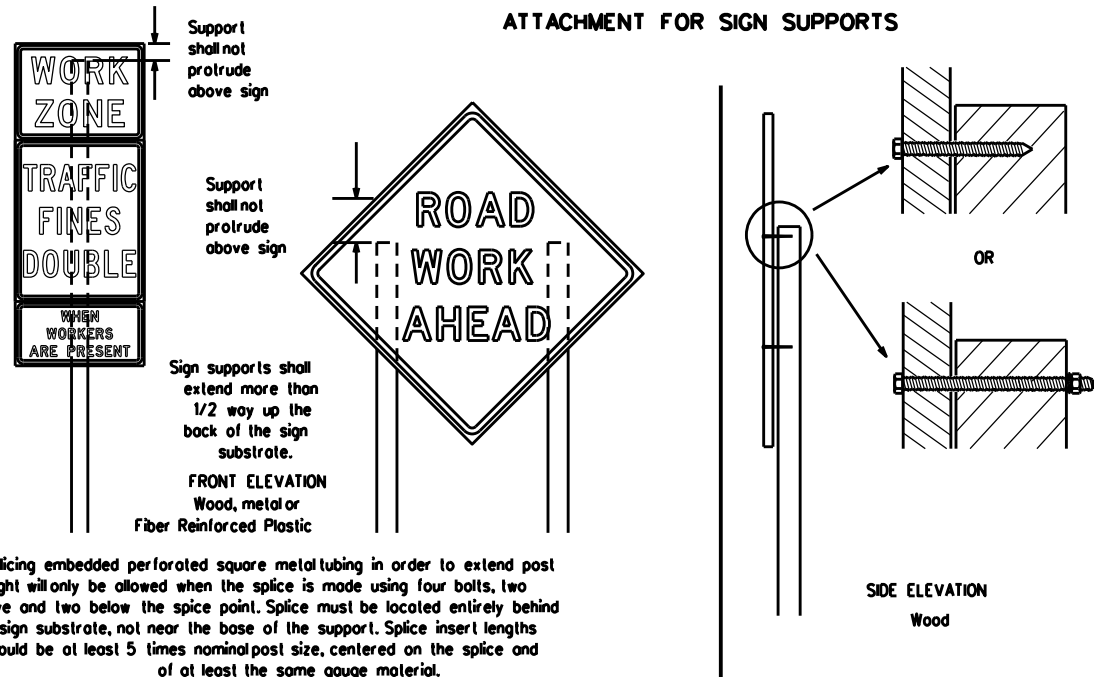 ATTACHMENT FOR SIGN SUPPORTS
Support
shall not
protrude
above sign
WORK
ZONE
TRAFFIC
FINES
DOUBLE
WHEN
WORKERS
ARE PRESENT
Support
shall not
protrude
above sign
ROAD
WORK
AHEAD
Sign supports shall
extend more than
1/2 way up the
back of the sign
substrate.
FRONT ELEVATION
Wood, metal or
Fiber Reinforced Plastic
licing embedded perforated square metal tubing in order to extend post
ght will only be allowed when the splice is made using four bolts, two
ve and two below the spice point. Splice must be located entirely behind
sign substrate, not near the base of the support. Splice insert lengths
ould be at least 5 times nominal post size, centered on the splice and
of at least the same gauge material.
OR
SIDE ELEVATION
Wood